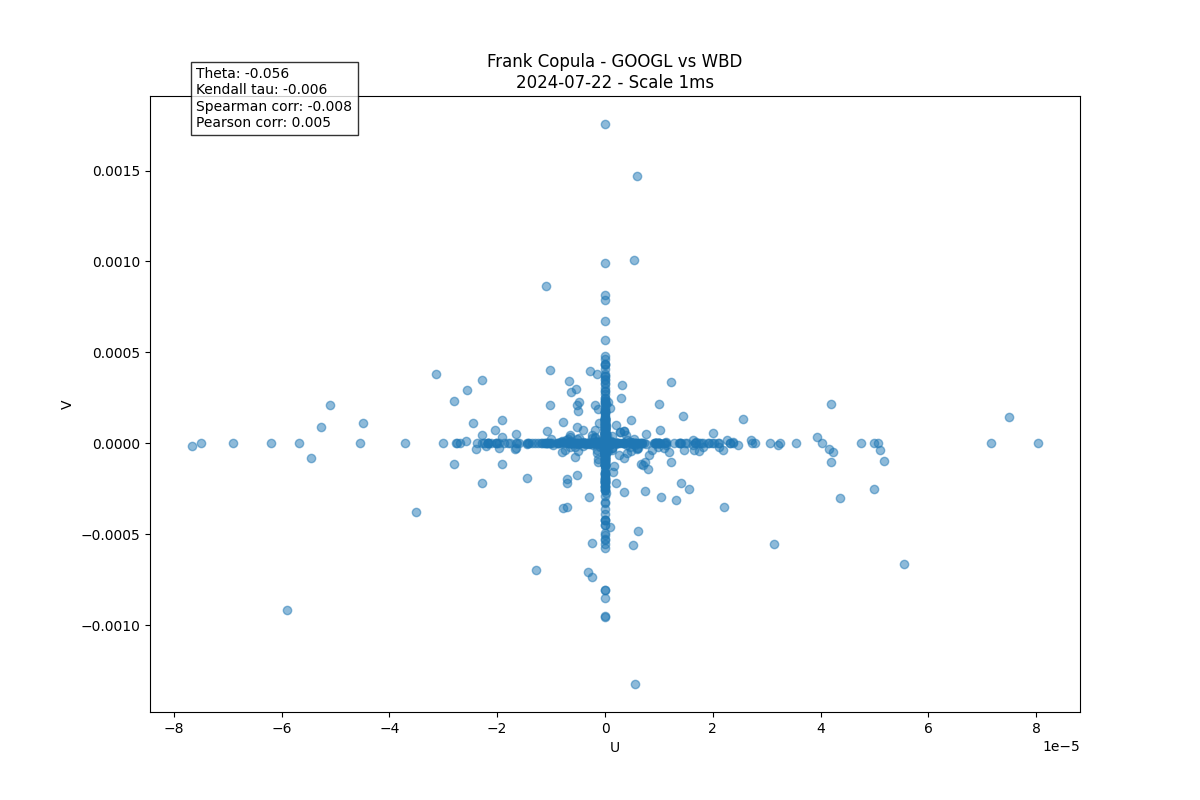 Frank Copula - GOOGL vs WBD
2024-07-22 - Scale 1ms
Theta: -0.056
Kendall tau: -0.006
Spearman corr: -0.008
Pearson corr: 0.005
V
0.0015
0.0010
0.0005
0.0000
−0.0005
−0.0010
−8 −6 −4 −2 0 2 4 6 8
1e−5
U